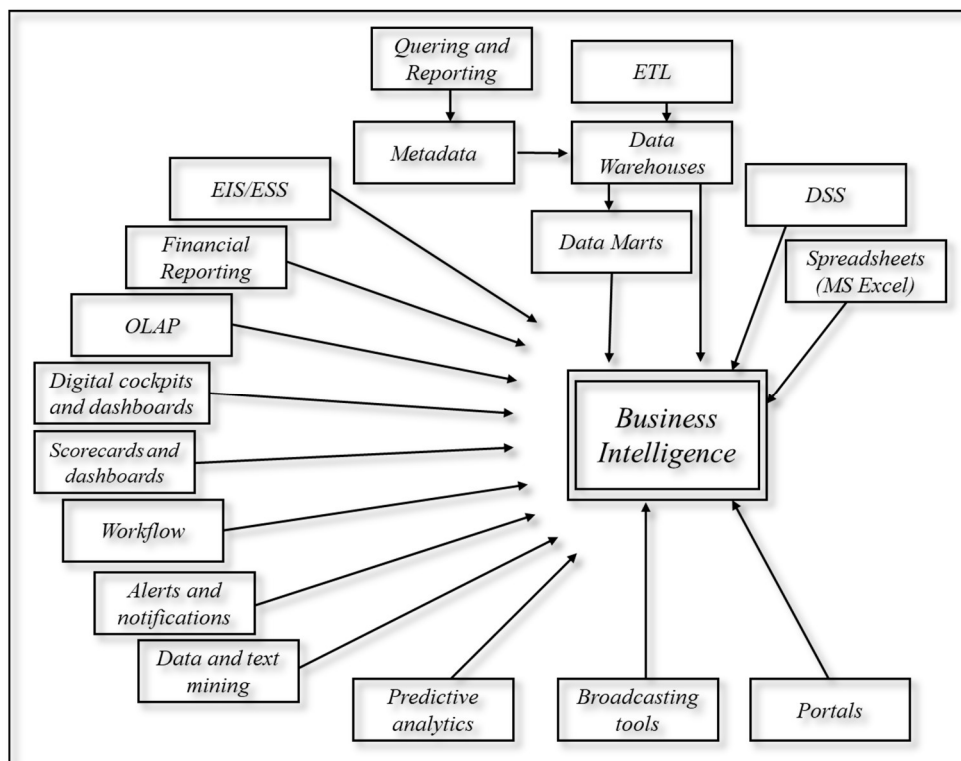 Quering and
Reporting
ETL
Metadata
Data
Warehouses
EIS/ESS
DSS
Financial
Reporting
Data Marts
Spreadsheets
(MS Excel)
OLAP
Digital cockpits
and dashboards
Business
Intelligence
Scorecards and
dashboards
Workflow
Alerts and
notifications
Data and text
mining
Predictive
analytics
Broadcasting
tools
Portals